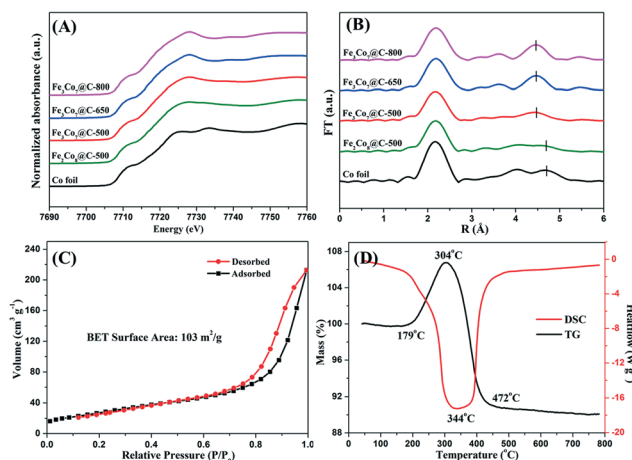 (A)
Normalized absorbance (a.u.)
Fe₃Co₇@C-800
Fe₃Co₇@C-650
Fe₃Co₇@C-500
Fe₂Co₈@C-500
Co foil
7690 7700 7710 7720 7730 7740 7750 7760
Energy (eV)
(B)
FT (a.u.)
Fe₃Co₇@C-800
Fe₃Co₇@C-650
Fe₃Co₇@C-500
Fe₂Co₈@C-500
Co foil
0 1 2 3 4 5 6
R (Å)
(C)
Volume (cm³ g⁻¹)
240
200
160
120
80
40
0
Desorbed
Adsorbed
BET Surface Area: 103 m²/g
0.0 0.2 0.4 0.6 0.8 1.0
Relative Pressure (P/Pₒ)
(D)
Mass (%)
108
104
100
96
92
88
304°C
179°C
344°C
472°C
DSC
TG
0
-4
-8
-12
-16
-20
0 100 200 300 400 500 600 700 800
Temperature (°C)